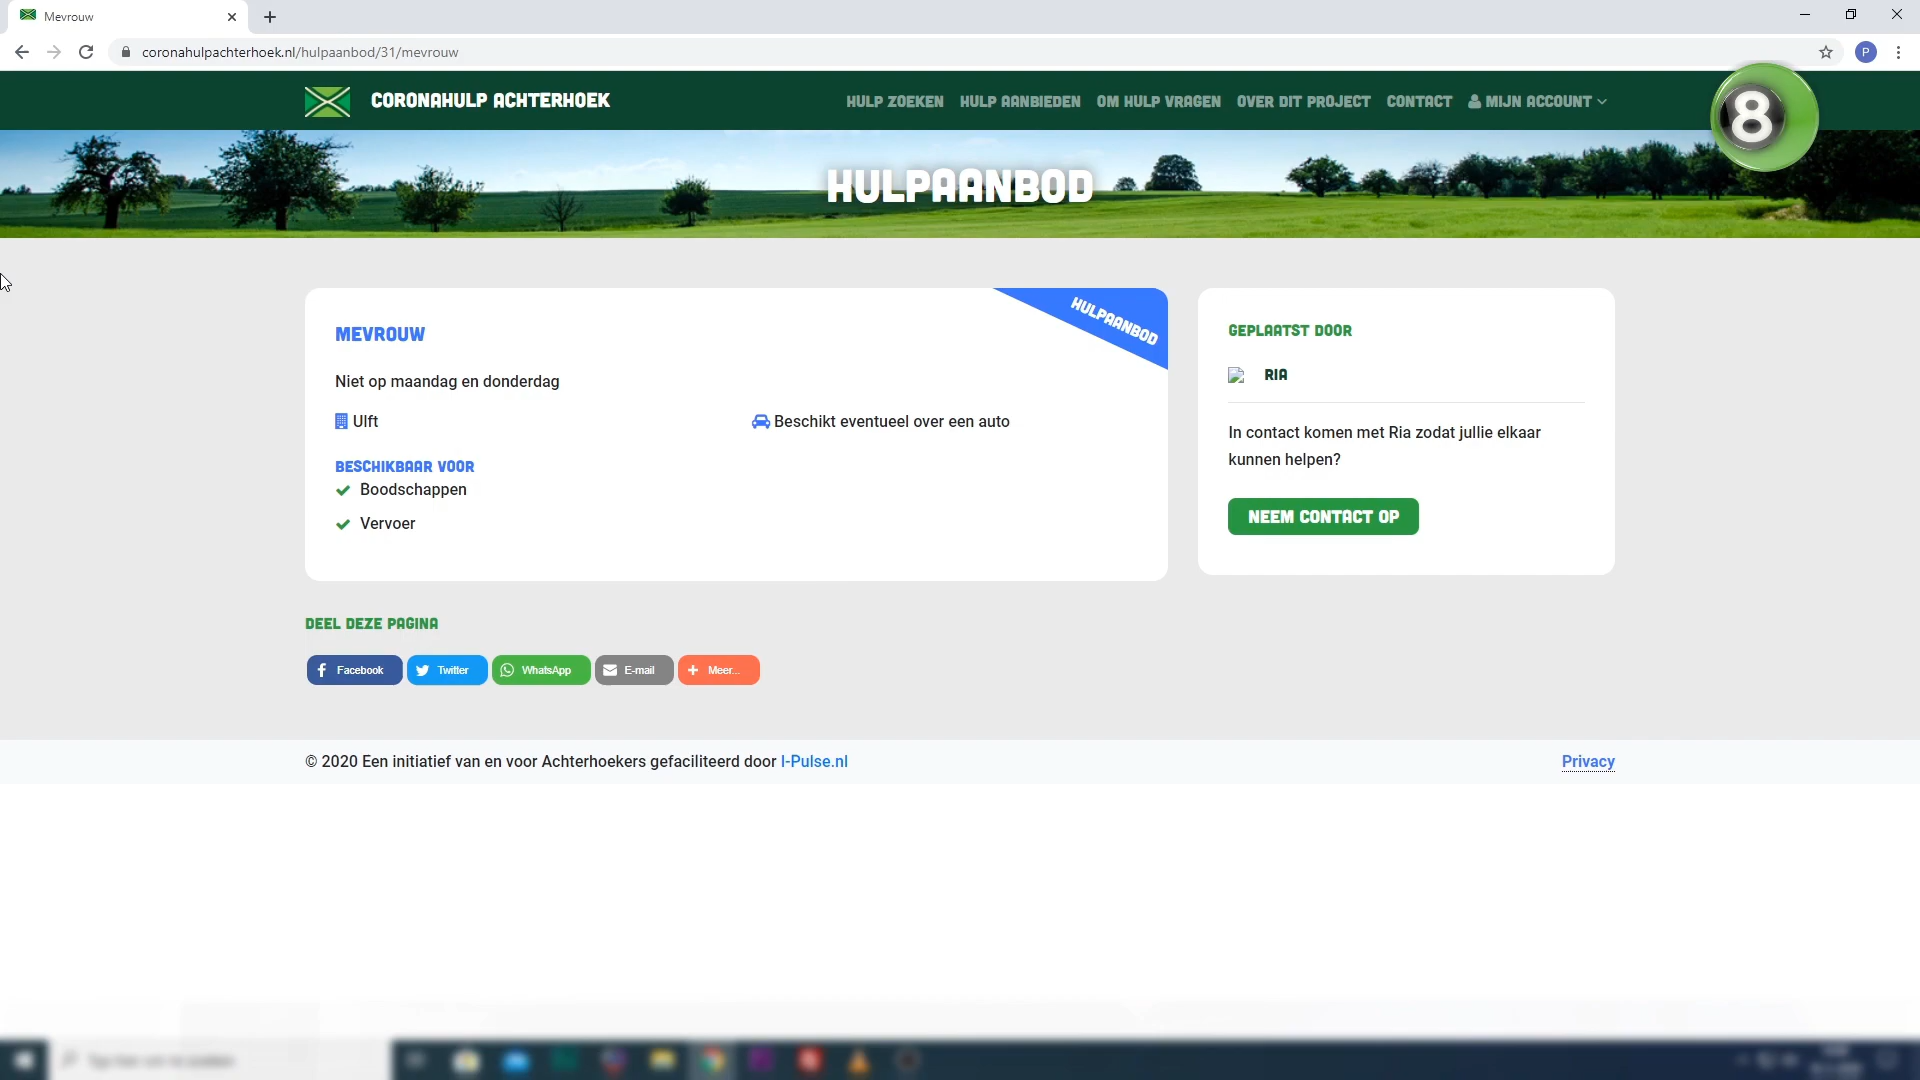 Mevrouw
coronahulpachterhoek.nl/hulpaanbod/31/mevrouw
P
CORONAHULP ACHTERHOEK
HULP ZOEKEN HULP AANBIEDEN OM HULP VRAGEN OVER DIT PROJECT CONTACT MIJN ACCOUNT
8
HULPAANBOD
HULPAANBOD
MEVROUW
Niet op maandag en donderdag
Ulft
Beschikt eventueel over een auto
BESCHIKBAAR VOOR
Boodschappen
Vervoer
GEPLAATST DOOR
RIA
In contact komen met Ria zodat jullie elkaar
kunnen helpen?
NEEM CONTACT OP
DEEL DEZE PAGINA
Facebook Twitter WhatsApp E-mail Meer...
© 2020 Een initiatief van en voor Achterhoekers gefaciliteerd door I-Pulse.nl
Privacy